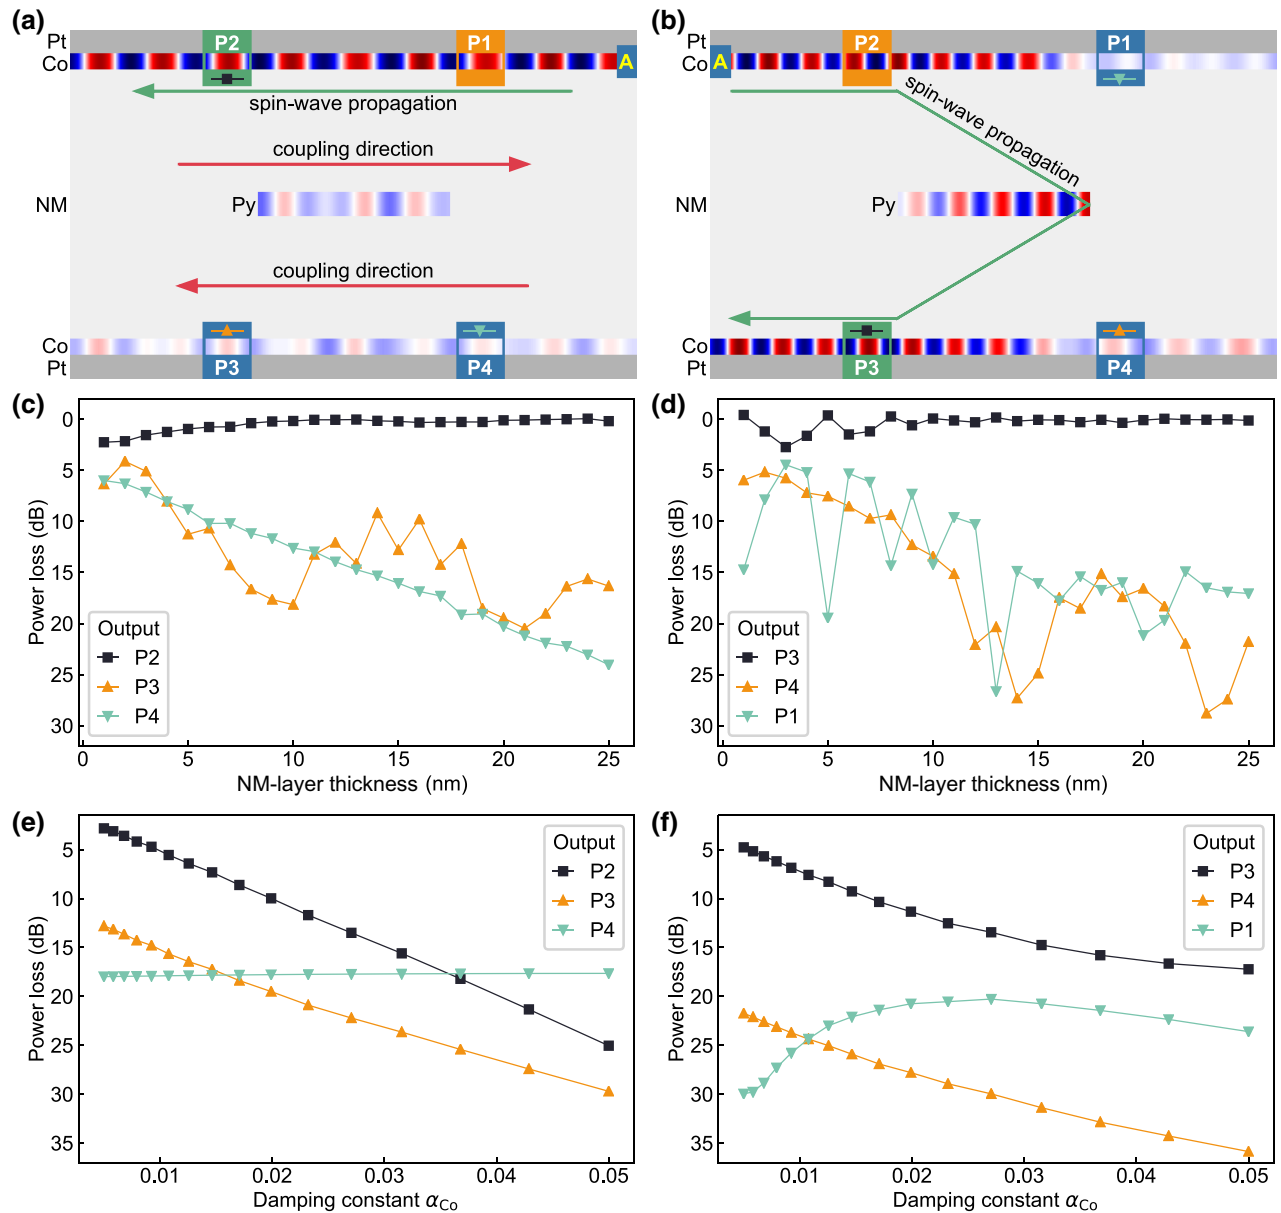 (a)
Pt
Co
P2
P1
A
spin-wave propagation
coupling direction
NM
Py
coupling direction
Co
Pt
P3
P4
(b)
Pt
Co
A
P2
P1
spin-wave propagation
NM
Py
Co
Pt
P3
P4
(c)
0
5
10
15
20
25
30
Power loss (dB)
Output
P2
P3
P4
0
5
10
15
20
25
NM-layer thickness (nm)
(d)
0
5
10
15
20
25
30
Power loss (dB)
Output
P3
P4
P1
0
5
10
15
20
25
NM-layer thickness (nm)
(e)
5
10
15
20
25
30
35
Power loss (dB)
Output
P2
P3
P4
0.01
0.02
0.03
0.04
0.05
Damping constant α_Co
(f)
5
10
15
20
25
30
35
Power loss (dB)
Output
P3
P4
P1
0.01
0.02
0.03
0.04
0.05
Damping constant α_Co